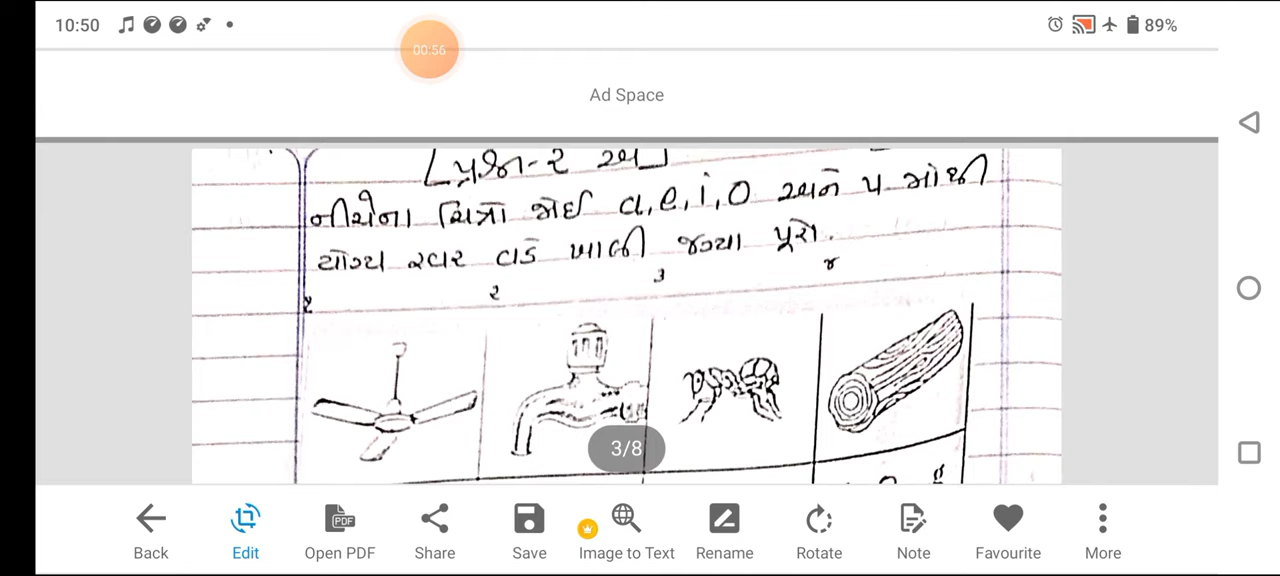 10:50
89%
00:56
Ad Space
[પ્રશ્ન-ર અ]
નીચેના ચિત્રો જોઈ a, e, i, o અને u માંથી
યોગ્ય સ્વર વડે ખાલી જગ્યા પૂરો.
૧ ૨ ૩ ૪
3/8
Back Edit Open PDF Share Save Image to Text Rename Rotate Note Favourite More
PDF